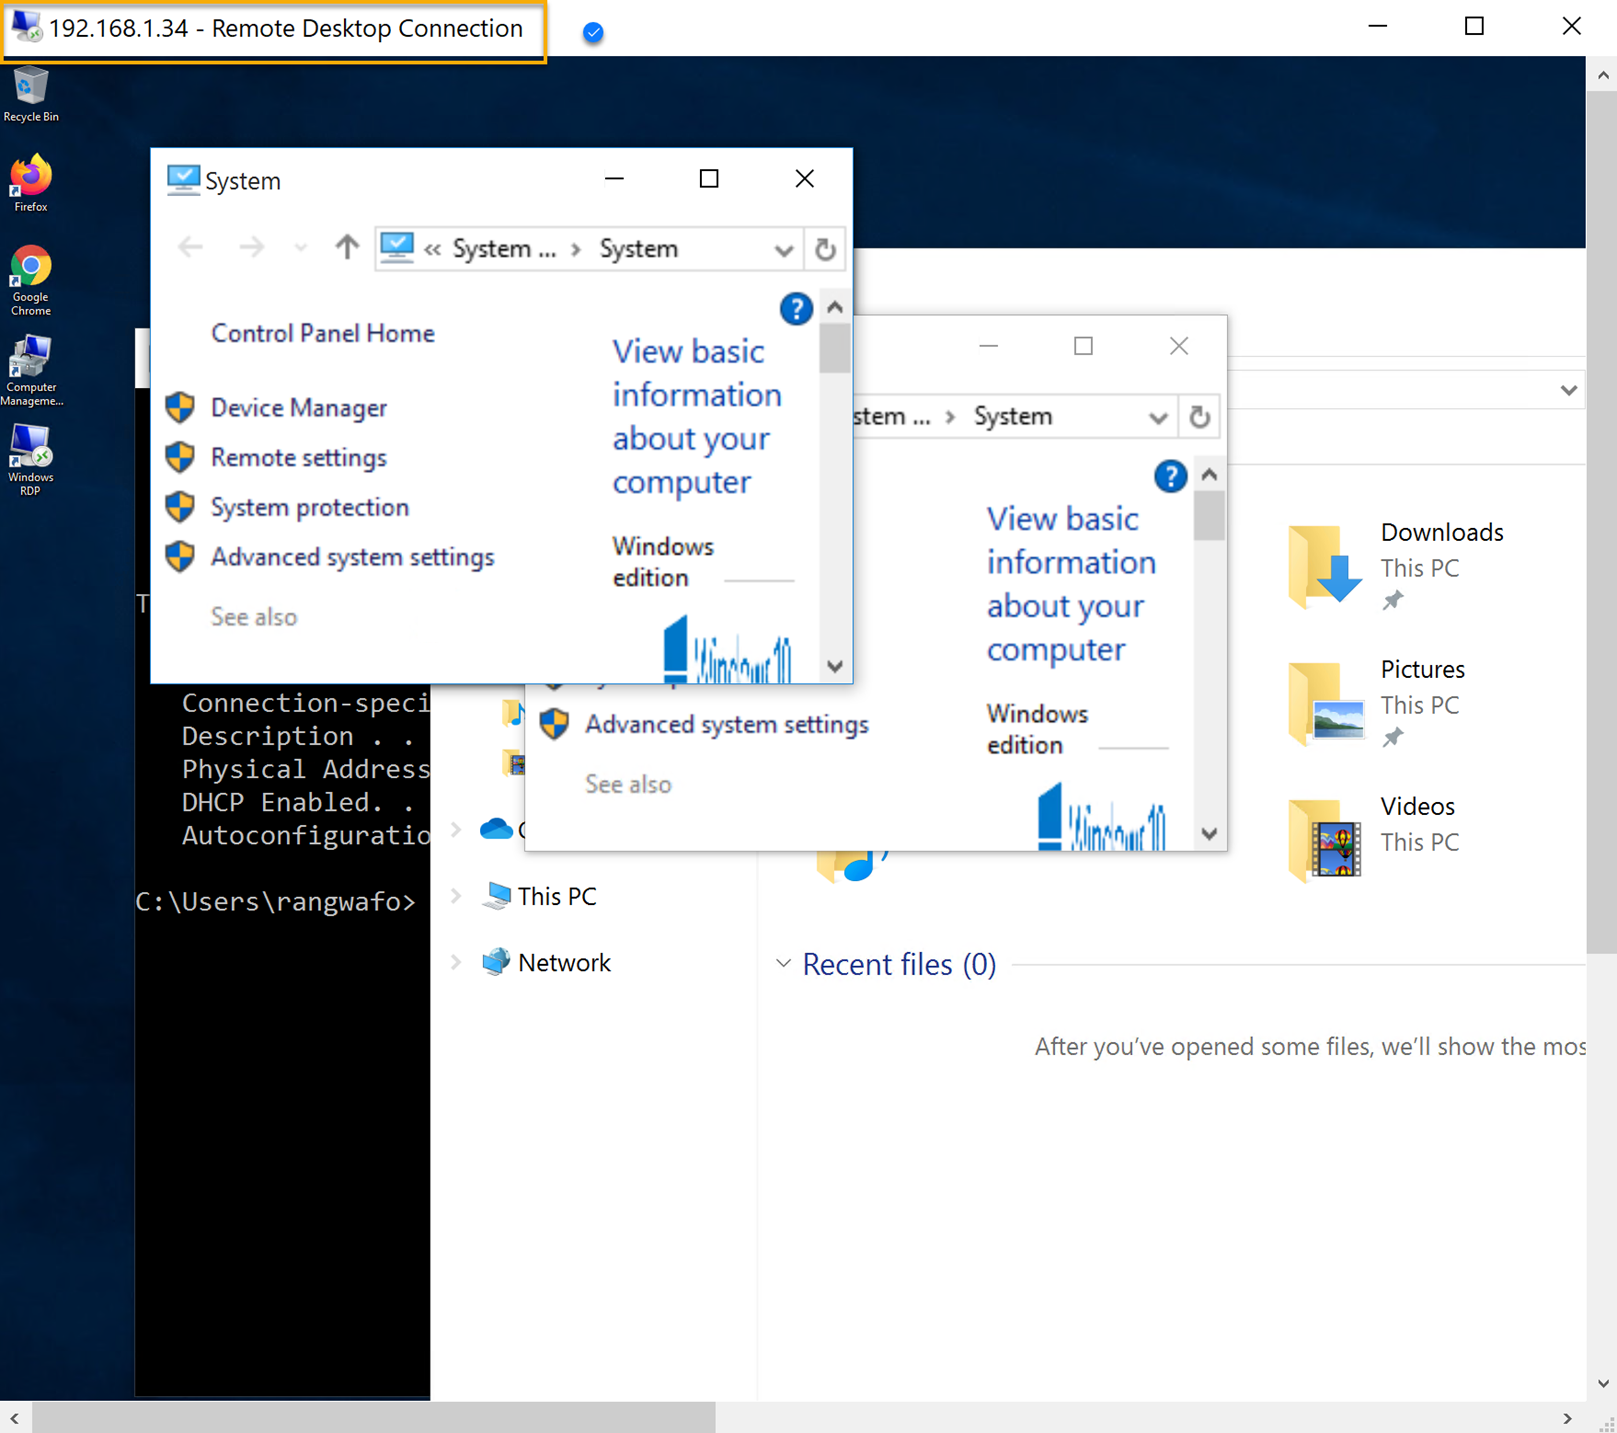 192.168.1.34 - Remote Desktop Connection
Recycle Bin
Firefox
Google
Chrome
Computer
Manageme...
Windows
RDP
System
« System ... › System
Control Panel Home
Device Manager
Remote settings
System protection
Advanced system settings
See also
View basic
information
about your
computer
Windows
edition
Windows 10
stem ... › System
View basic
information
about your
computer
Windows
edition
Windows 10
Advanced system settings
See also
T
Connection-speci
Description . .
Physical Address
DHCP Enabled. .
Autoconfiguratio
C:\Users\rangwafo>
This PC
Network
Downloads
This PC
Pictures
This PC
Videos
This PC
Recent files (0)
After you’ve opened some files, we’ll show the mos